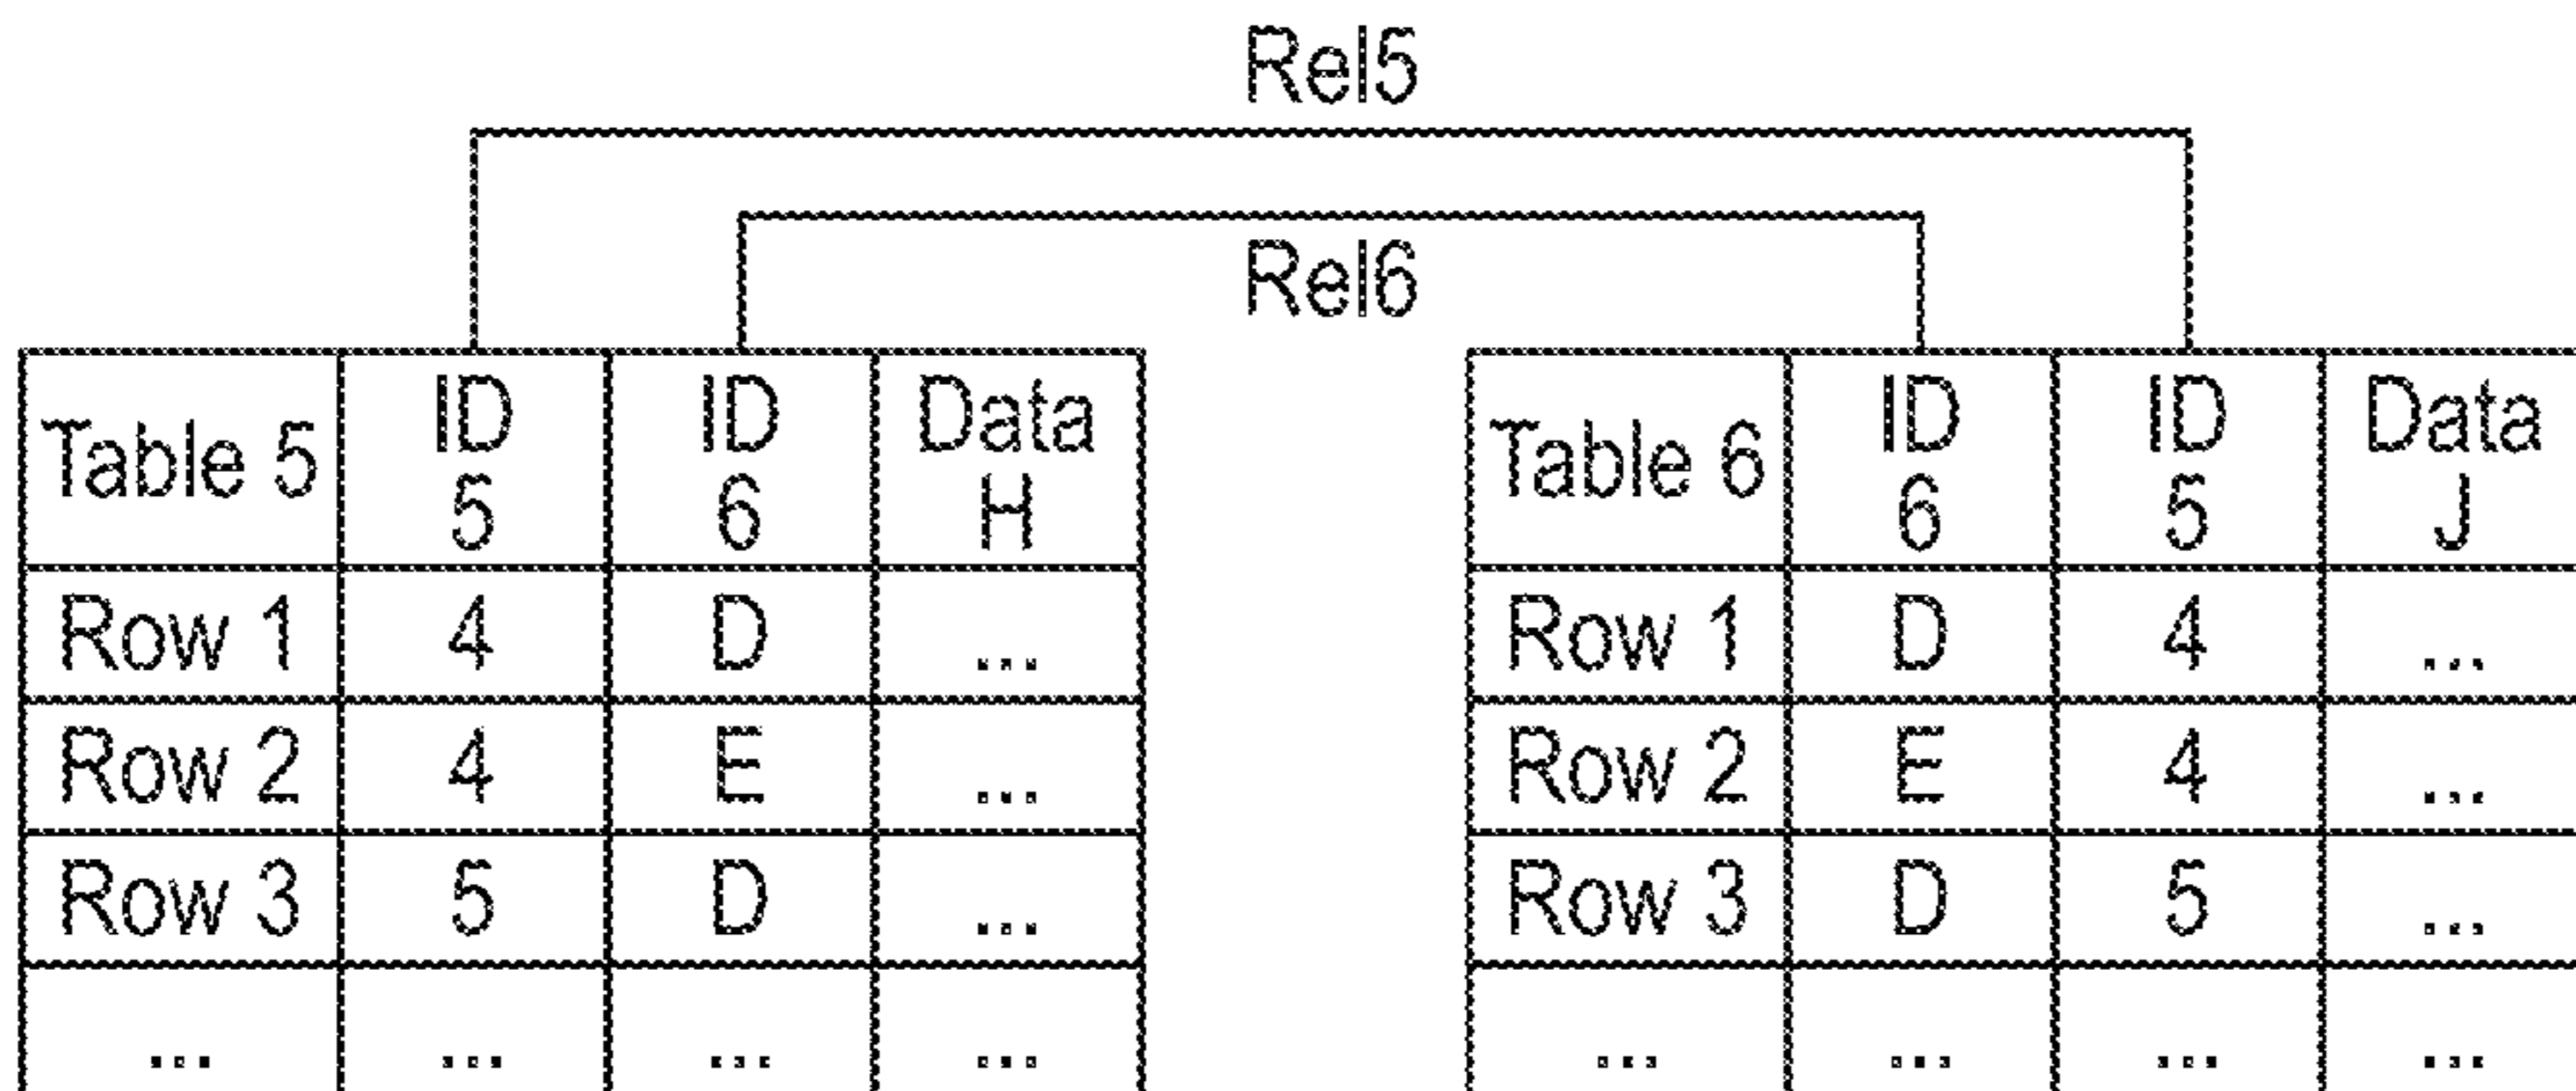 Rel5
Rel6
Table 5 ID 5 ID 6 Data H
Row 1 4 D ...
Row 2 4 E ...
Row 3 5 D ...
... ... ... ...
Table 6 ID 6 ID 5 Data J
Row 1 D 4 ...
Row 2 E 4 ...
Row 3 D 5 ...
... ... ... ...